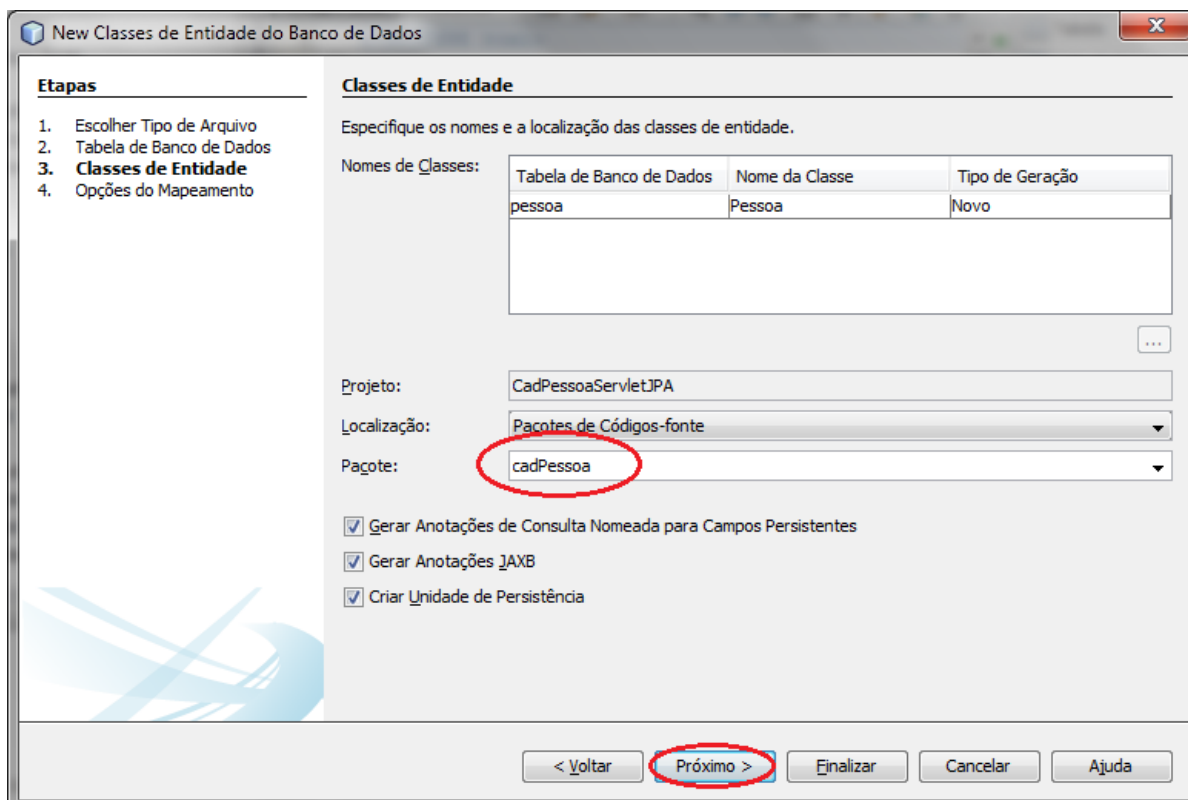 New Classes de Entidade do Banco de Dados
Etapas
1. Escolher Tipo de Arquivo
2. Tabela de Banco de Dados
3. Classes de Entidade
4. Opções do Mapeamento
Classes de Entidade
Especifique os nomes e a localização das classes de entidade.
Nomes de Classes:
Tabela de Banco de Dados Nome da Classe Tipo de Geração
pessoa Pessoa Novo
...
Projeto: CadPessoaServletJPA
Localização: Pacotes de Códigos-fonte
Pacote: cadPessoa
Gerar Anotações de Consulta Nomeada para Campos Persistentes
Gerar Anotações JAXB
Criar Unidade de Persistência
< Voltar Próximo > Finalizar Cancelar Ajuda